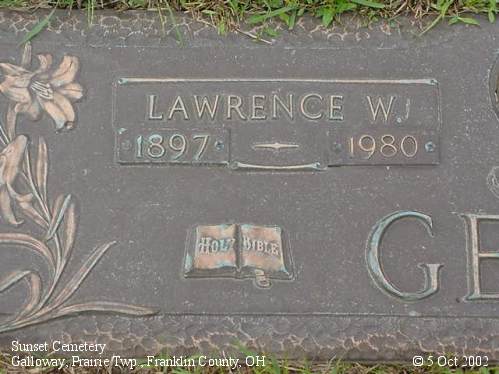 LAWRENCE W.
1897 1980
HOLY BIBLE
GE
Sunset Cemetery
Galloway, Prairie Twp., Franklin County, OH
© 5 Oct 2002